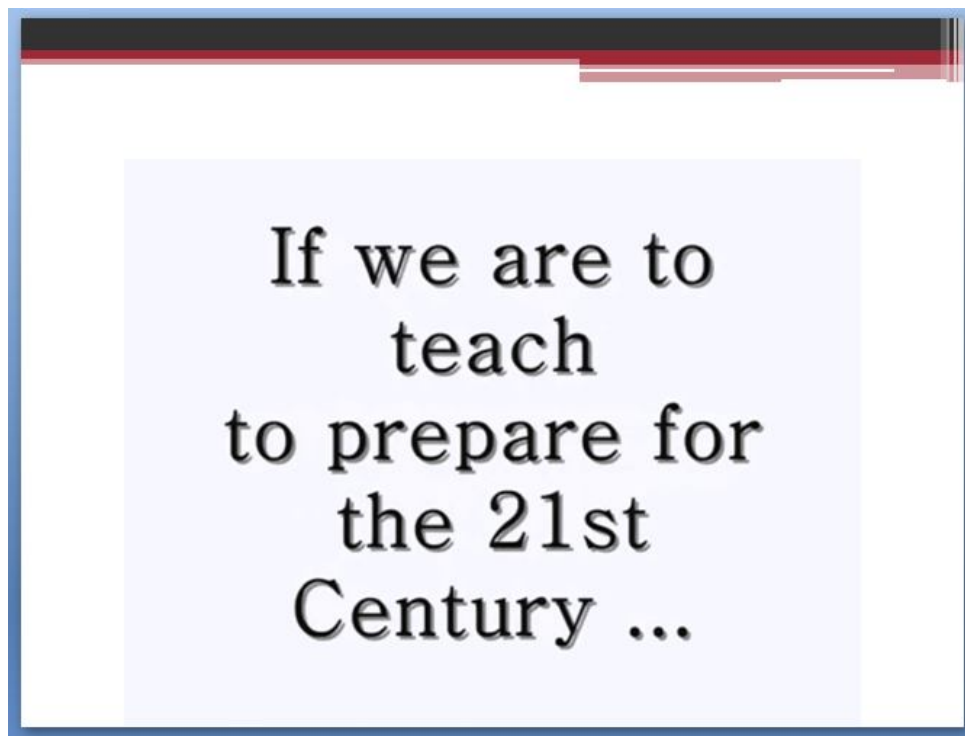 If we are to
teach
to prepare for
the 21st
Century ...